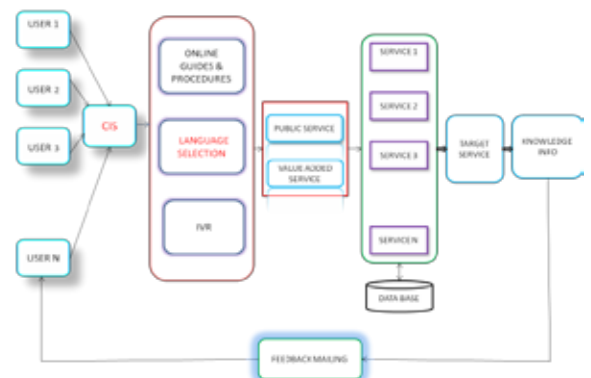 USER 1
USER 2
USER 3
USER N
CIS
ONLINE
GUIDES &
PROCEDURES
LANGUAGE
SELECTION
IVR
PUBLIC SERVICE
VALUE ADDED
SERVICE
SERVICE 1
SERVICE 2
SERVICE 3
SERVICE N
DATA BASE
TARGET
SERVICE
KNOWLEDGE
INFO
FEEDBACK MAILING